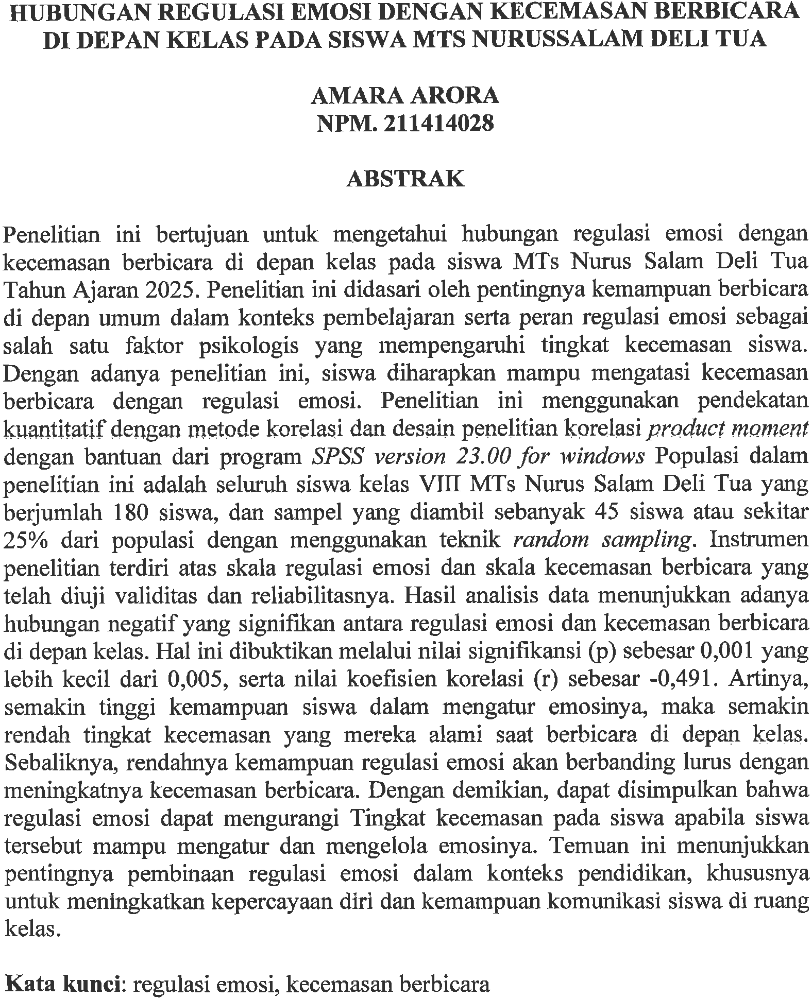 HUBUNGAN REGULASI EMOSI DENGAN KECEMASAN BERBICARA
DI DEPAN KELAS PADA SISWA MTS NURUSSALAM DELI TUA
AMARA ARORA
NPM. 211414028
ABSTRAK
Penelitian ini bertujuan untuk mengetahui hubungan regulasi emosi dengan
kecemasan berbicara di depan kelas pada siswa MTs Nurus Salam Deli Tua
Tahun Ajaran 2025. Penelitian ini didasari oleh pentingnya kemampuan berbicara
di depan umum dalam konteks pembelajaran serta peran regulasi emosi sebagai
salah satu faktor psikologis yang mempengaruhi tingkat kecemasan siswa.
Dengan adanya penelitian ini, siswa diharapkan mampu mengatasi kecemasan
berbicara dengan regulasi emosi. Penelitian ini menggunakan pendekatan
kuantitatif dengan metode korelasi dan desain penelitian korelasi product moment
dengan bantuan dari program SPSS version 23.00 for windows Populasi dalam
penelitian ini adalah seluruh siswa kelas VIII MTs Nurus Salam Deli Tua yang
berjumlah 180 siswa, dan sampel yang diambil sebanyak 45 siswa atau sekitar
25% dari populasi dengan menggunakan teknik random sampling. Instrumen
penelitian terdiri atas skala regulasi emosi dan skala kecemasan berbicara yang
telah diuji validitas dan reliabilitasnya. Hasil analisis data menunjukkan adanya
hubungan negatif yang signifikan antara regulasi emosi dan kecemasan berbicara
di depan kelas. Hal ini dibuktikan melalui nilai signifikansi (p) sebesar 0,001 yang
lebih kecil dari 0,005, serta nilai koefisien korelasi (r) sebesar -0,491. Artinya,
semakin tinggi kemampuan siswa dalam mengatur emosinya, maka semakin
rendah tingkat kecemasan yang mereka alami saat berbicara di depan kelas.
Sebaliknya, rendahnya kemampuan regulasi emosi akan berbanding lurus dengan
meningkatnya kecemasan berbicara. Dengan demikian, dapat disimpulkan bahwa
regulasi emosi dapat mengurangi Tingkat kecemasan pada siswa apabila siswa
tersebut mampu mengatur dan mengelola emosinya. Temuan ini menunjukkan
pentingnya pembinaan regulasi emosi dalam konteks pendidikan, khususnya
untuk meningkatkan kepercayaan diri dan kemampuan komunikasi siswa di ruang
kelas.
Kata kunci: regulasi emosi, kecemasan berbicara